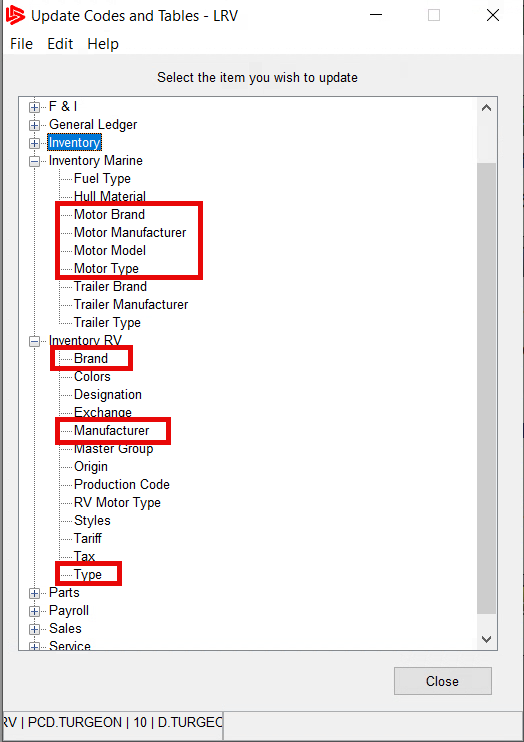 Update Codes and Tables - LRV
File Edit Help
Select the item you wish to update
F & I
General Ledger
Inventory
Inventory Marine
Fuel Type
Hull Material
Motor Brand
Motor Manufacturer
Motor Model
Motor Type
Trailer Brand
Trailer Manufacturer
Trailer Type
Inventory RV
Brand
Colors
Designation
Exchange
Manufacturer
Master Group
Origin
Production Code
RV Motor Type
Styles
Tariff
Tax
Type
Parts
Payroll
Sales
Service
Close
RV | PCD.TURGEON | 10 | D.TURGEC